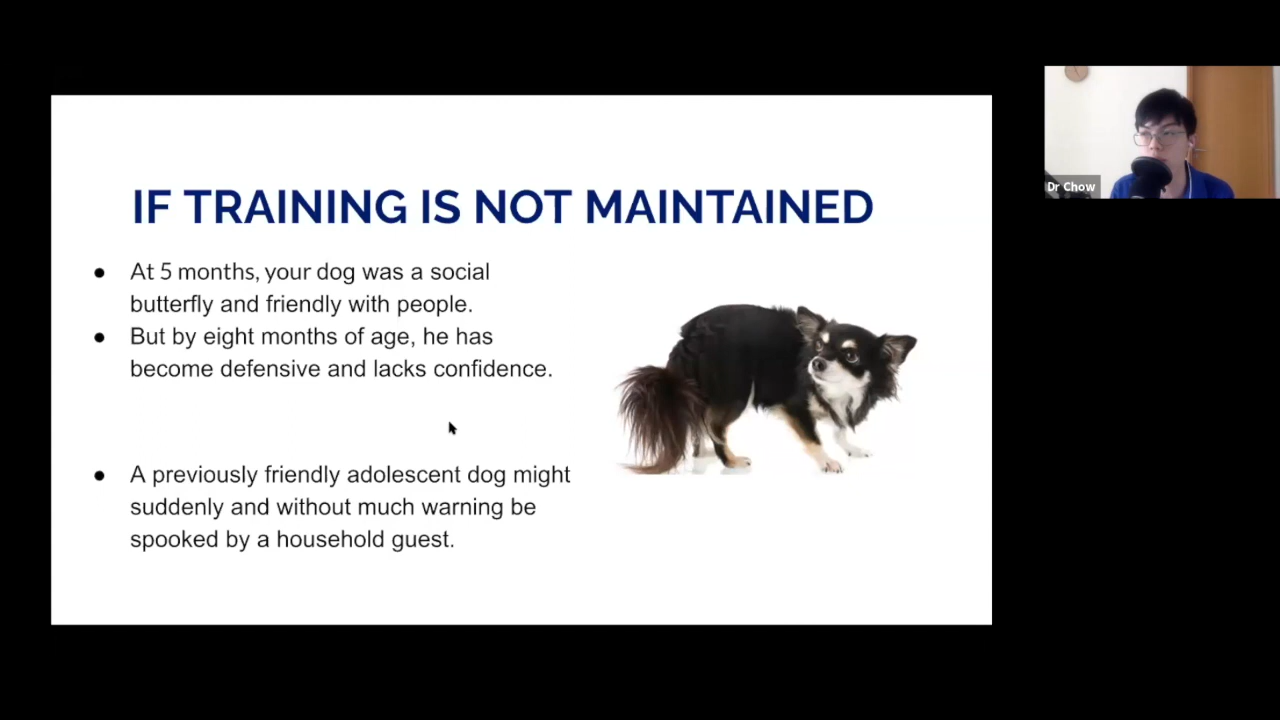 IF TRAINING IS NOT MAINTAINED
● At 5 months, your dog was a social
butterfly and friendly with people.
● But by eight months of age, he has
become defensive and lacks confidence.
● A previously friendly adolescent dog might
suddenly and without much warning be
spooked by a household guest.
Dr Chow